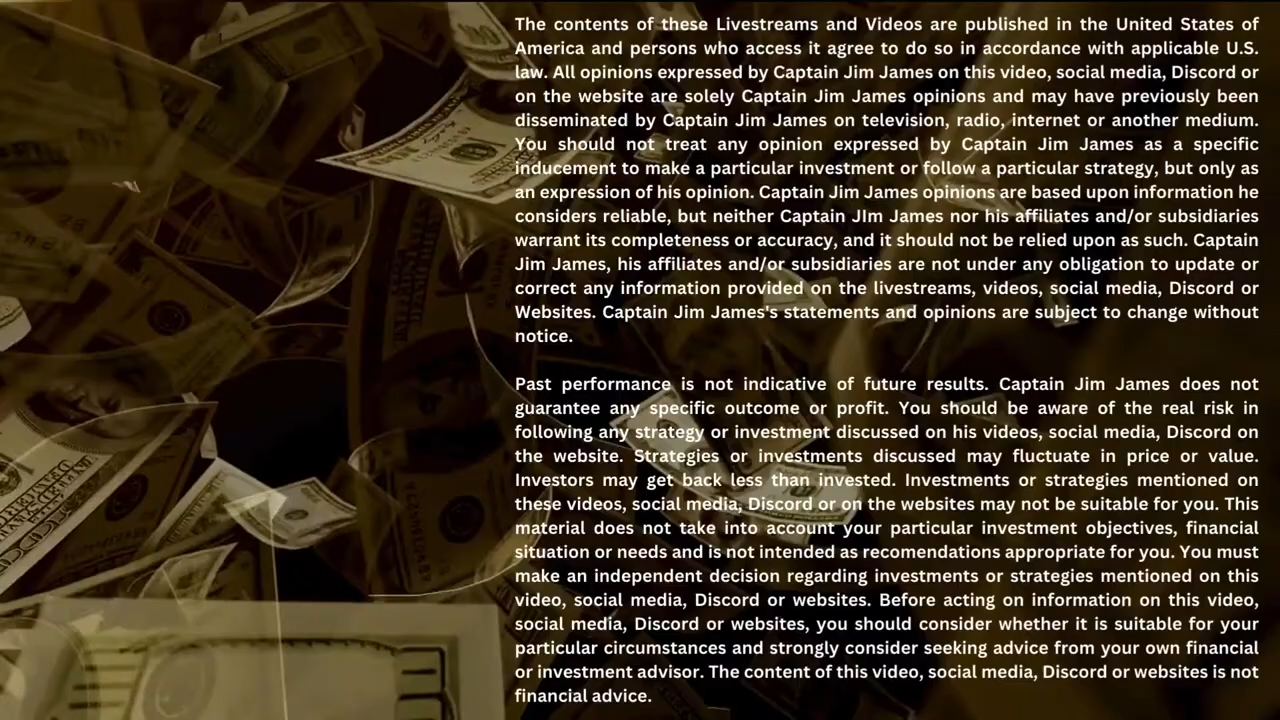 The contents of these Livestreams and Videos are published in the United States of
America and persons who access it agree to do so in accordance with applicable U.S.
law. All opinions expressed by Captain Jim James on this video, social media, Discord or
on the website are solely Captain Jim James opinions and may have previously been
disseminated by Captain Jim James on television, radio, internet or another medium.
You should not treat any opinion expressed by Captain Jim James as a specific
inducement to make a particular investment or follow a particular strategy, but only as
an expression of his opinion. Captain Jim James opinions are based upon information he
considers reliable, but neither Captain JIm James nor his affiliates and/or subsidiaries
warrant its completeness or accuracy, and it should not be relied upon as such. Captain
Jim James, his affiliates and/or subsidiaries are not under any obligation to update or
correct any information provided on the livestreams, videos, social media, Discord or
Websites. Captain Jim James's statements and opinions are subject to change without
notice.
Past performance is not indicative of future results. Captain Jim James does not
guarantee any specific outcome or profit. You should be aware of the real risk in
following any strategy or investment discussed on his videos, social media, Discord on
the website. Strategies or investments discussed may fluctuate in price or value.
Investors may get back less than invested. Investments or strategies mentioned on
these videos, social media, Discord or on the websites may not be suitable for you. This
material does not take into account your particular investment objectives, financial
situation or needs and is not intended as recomendations appropriate for you. You must
make an independent decision regarding investments or strategies mentioned on this
video, social media, Discord or websites. Before acting on information on this video,
social media, Discord or websites, you should consider whether it is suitable for your
particular circumstances and strongly consider seeking advice from your own financial
or investment advisor. The content of this video, social media, Discord or websites is not
financial advice.